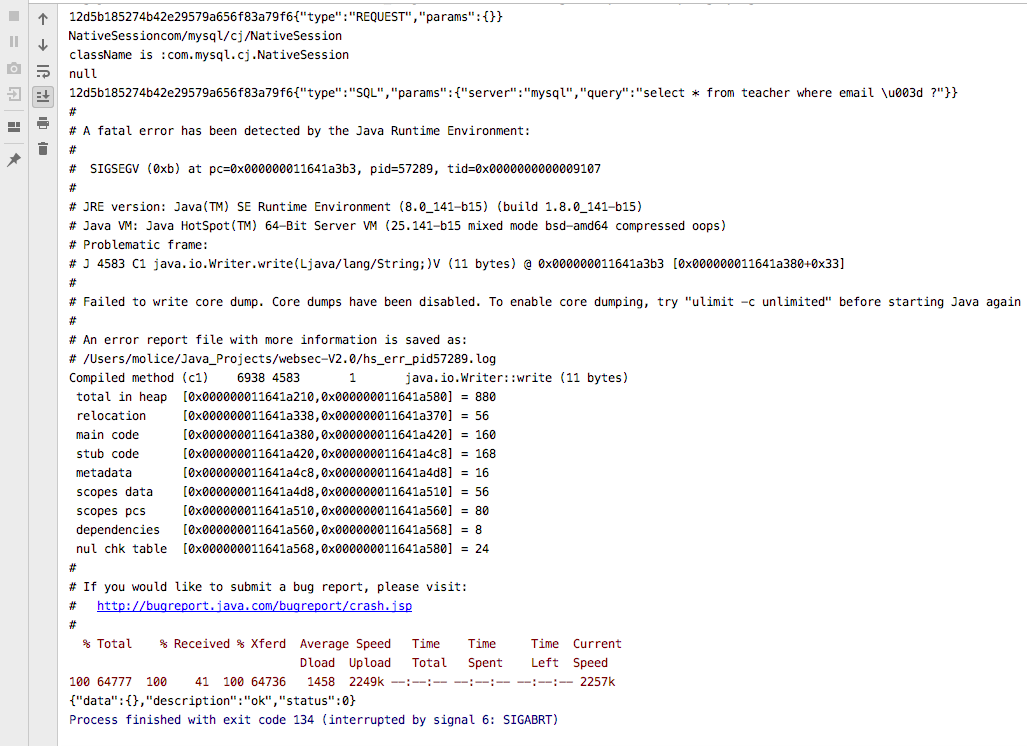 12d5b185274b42e29579a656f83a79f6{"type":"REQUEST","params":{}}
NativeSessioncom/mysql/cj/NativeSession
className is :com.mysql.cj.NativeSession
null
12d5b185274b42e29579a656f83a79f6{"type":"SQL","params":{"server":"mysql","query":"select * from teacher where email \u003d ?"}}
#
# A fatal error has been detected by the Java Runtime Environment:
#
#  SIGSEGV (0xb) at pc=0x000000011641a3b3, pid=57289, tid=0x0000000000009107
#
# JRE version: Java(TM) SE Runtime Environment (8.0_141-b15) (build 1.8.0_141-b15)
# Java VM: Java HotSpot(TM) 64-Bit Server VM (25.141-b15 mixed mode bsd-amd64 compressed oops)
# Problematic frame:
# J 4583 C1 java.io.Writer.write(Ljava/lang/String;)V (11 bytes) @ 0x000000011641a3b3 [0x000000011641a380+0x33]
#
# Failed to write core dump. Core dumps have been disabled. To enable core dumping, try "ulimit -c unlimited" before starting Java again
#
# An error report file with more information is saved as:
# /Users/molice/Java_Projects/websec-V2.0/hs_err_pid57289.log
Compiled method (c1)    6938 4583       1       java.io.Writer::write (11 bytes)
 total in heap  [0x000000011641a210,0x000000011641a580] = 880
 relocation     [0x000000011641a338,0x000000011641a370] = 56
 main code      [0x000000011641a380,0x000000011641a420] = 160
 stub code      [0x000000011641a420,0x000000011641a4c8] = 168
 metadata       [0x000000011641a4c8,0x000000011641a4d8] = 16
 scopes data    [0x000000011641a4d8,0x000000011641a510] = 56
 scopes pcs     [0x000000011641a510,0x000000011641a560] = 80
 dependencies   [0x000000011641a560,0x000000011641a568] = 8
 nul chk table  [0x000000011641a568,0x000000011641a580] = 24
#
# If you would like to submit a bug report, please visit:
#   http://bugreport.java.com/bugreport/crash.jsp
#
  % Total    % Received % Xferd  Average Speed   Time    Time     Time  Current
                                 Dload  Upload   Total   Spent    Left  Speed
100 64777  100    41  100 64736   1458  2249k --:--:-- --:--:-- --:--:-- 2257k
{"data":{},"description":"ok","status":0}
Process finished with exit code 134 (interrupted by signal 6: SIGABRT)